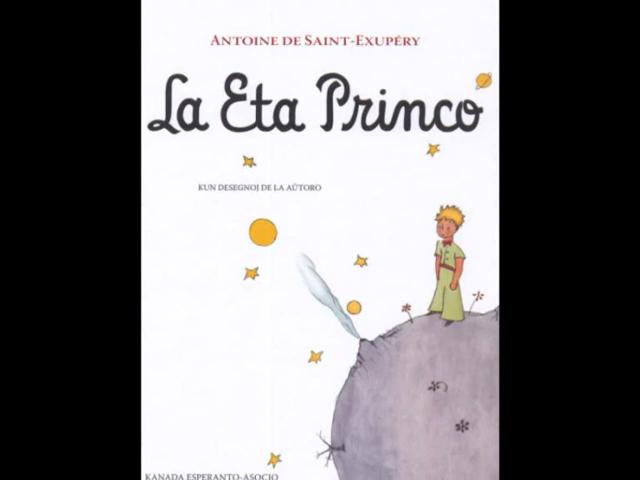 ANTOINE DE SAINT-EXUPÉRY
La Eta Princo
KUN DESEGNOJ DE LA AŬTORO
KANADA ESPERANTO-ASOCIO